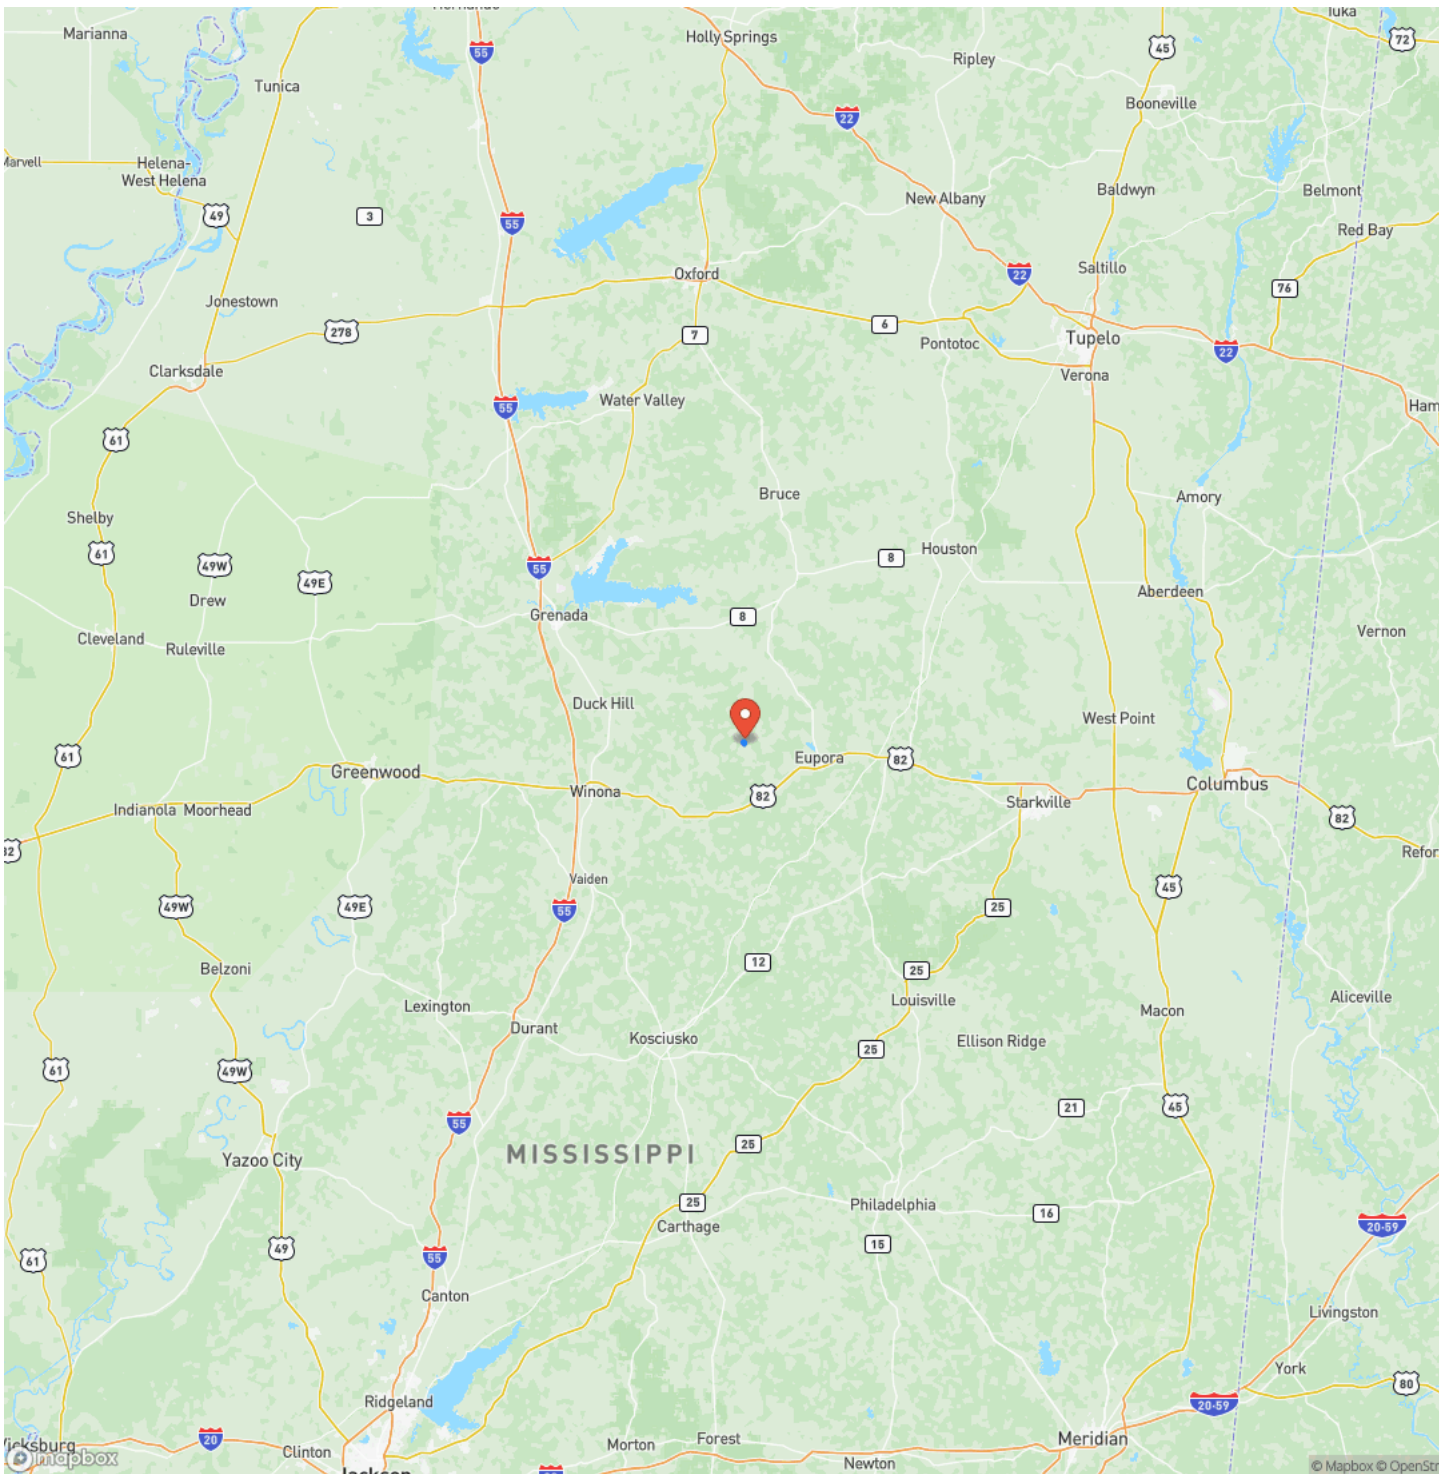 Hernando
Iuka
Marianna
Holly Springs
72
55
45
Ripley
Tunica
Booneville
22
Marvell
Helena-
West Helena
Baldwyn
Belmont
New Albany
49
3
55
Red Bay
Oxford
22
Saltillo
76
Jonestown
278
6
7
Tupelo
Pontotoc
22
Clarksdale
Verona
55
Water Valley
Ham
61
Bruce
Amory
Shelby
61
Houston
8
49W
55
49E
Aberdeen
Drew
Grenada
8
Vernon
Cleveland
Ruleville
Duck Hill
West Point
61
Eupora
82
Greenwood
Columbus
Winona
82
Starkville
Indianola
Moorhead
82
82
Refor
Vaiden
45
49W
49E
55
25
12
Belzoni
25
Aliceville
Lexington
Louisville
Macon
Durant
Kosciusko
Ellison Ridge
25
61
49W
21
45
55
25
MISSISSIPPI
Yazoo City
25
Philadelphia
16
Carthage
20-59
15
49
61
55
Canton
Livingston
York
80
Ridgeland
20-59
20
Vicksburg
Clinton
Morton
Forest
Meridian
mapbox
Newton
Jackson
© Mapbox © OpenStr